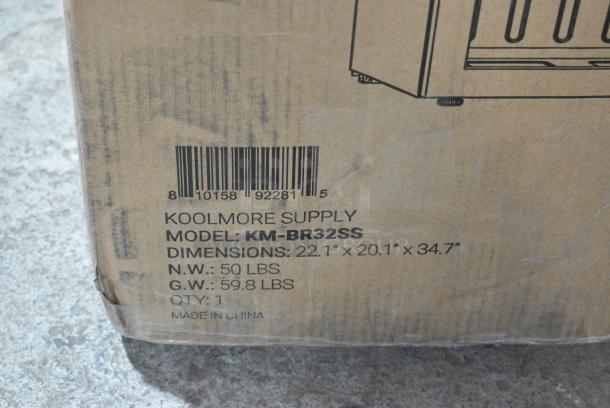 8 10158 92281 5
KOOLMORE SUPPLY
MODEL: KM-BR32SS
DIMENSIONS: 22.1" x 20.1" x 34.7"
N.W.: 50 LBS
G.W.: 59.8 LBS
QTY: 1
MADE IN CHINA